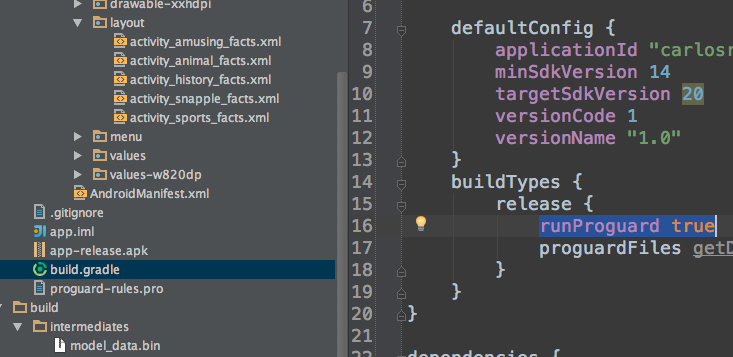 drawable-xxhdpi
layout
activity_amusing_facts.xml
activity_animal_facts.xml
activity_history_facts.xml
activity_snapple_facts.xml
activity_sports_facts.xml
menu
values
values-w820dp
AndroidManifest.xml
.gitignore
app.iml
app-release.apk
build.gradle
proguard-rules.pro
build
intermediates
model_data.bin
6
7 defaultConfig {
8 applicationId "carlosr
9 minSdkVersion 14
10 targetSdkVersion 20
11 versionCode 1
12 versionName "1.0"
13 }
14 buildTypes {
15 release {
16 runProguard true
17 proguardFiles getD
18 }
19 }
20 }
21
22 dependencies {